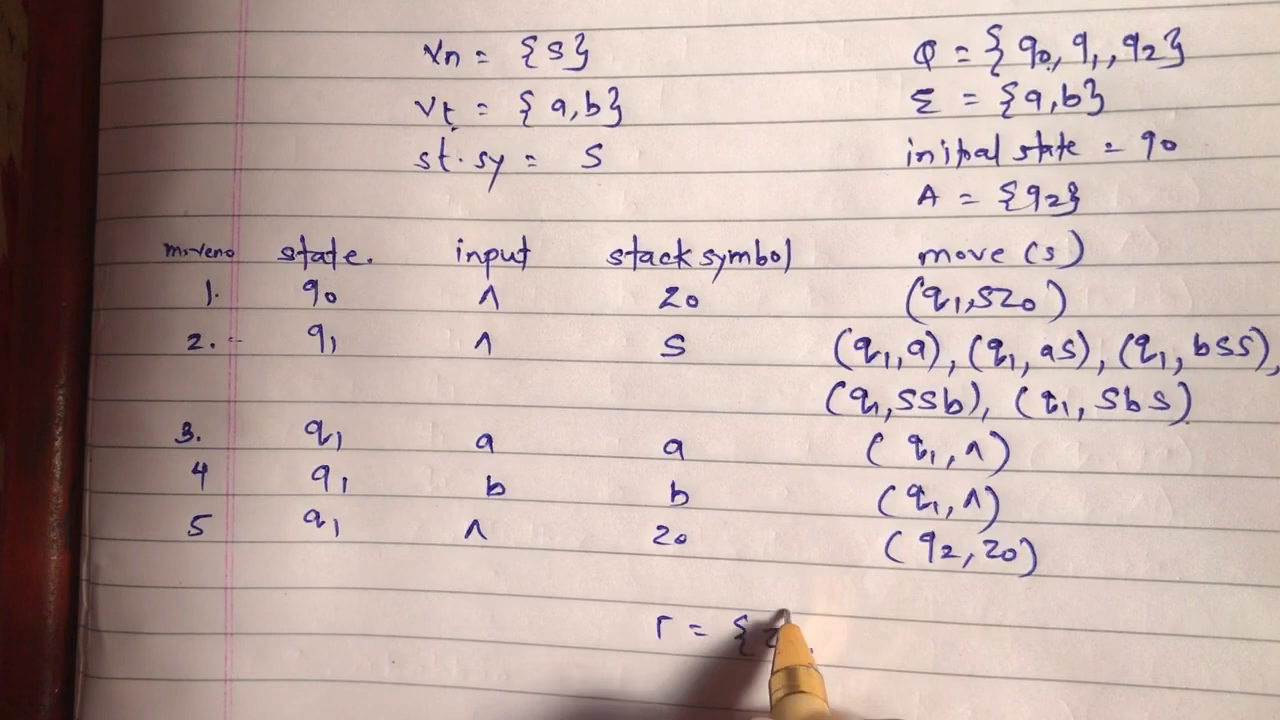 Vn = {S} Q = {q0, q1, q2}
Vt = {a,b} Σ = {a,b}
st.sy = S initial state = q0
A = {q2}
moveno state. input stack symbol move(s)
1. q0 ʌ z0 (q1,Sz0)
2. q1 ʌ S (q1,a), (q1,aS), (q1,bSS),
(q1,SSb), (q1,SbS)
3. q1 a a (q1,ʌ)
4 q1 b b (q1,ʌ)
5 q1 ʌ z0 (q2,z0)
Γ = {